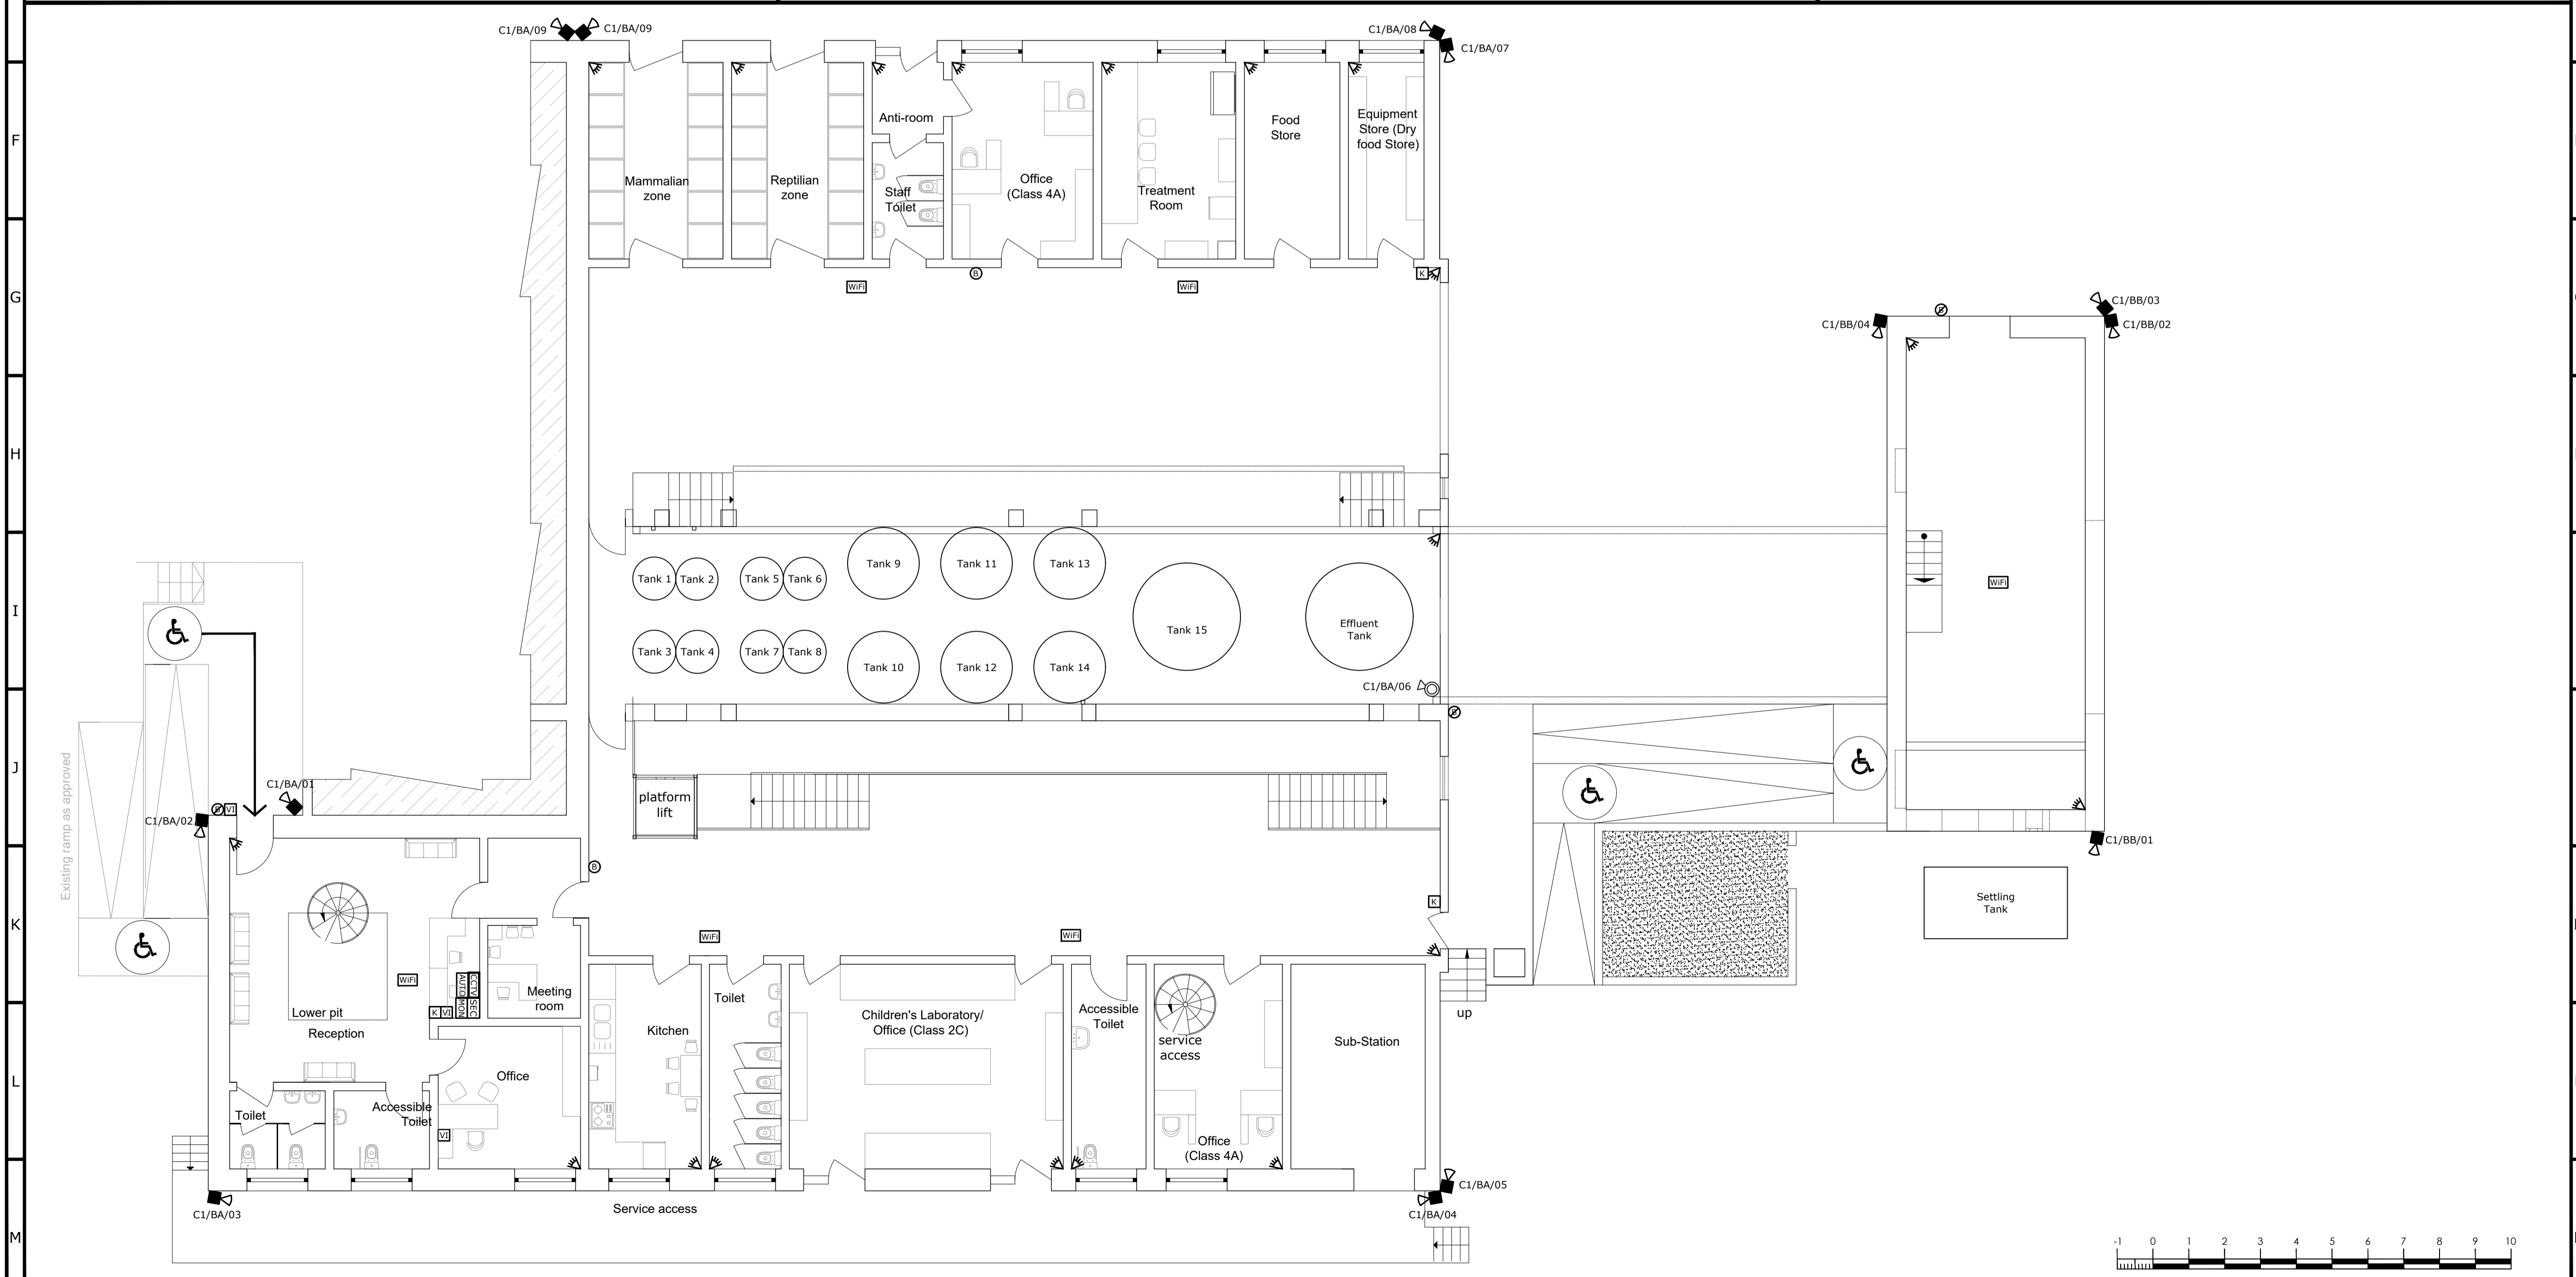 C1/BA/09
C1/BA/09
C1/BA/08
C1/BA/07
F
Mammalian
zone
Reptilian
zone
Anti-room
Staff
Toilet
Office
(Class 4A)
Treatment
Room
Food
Store
Equipment
Store (Dry
food Store)
G
WiFi
B
WiFi
K
C1/BB/04
B
C1/BB/03
C1/BB/02
H
I
Tank 1
Tank 2
Tank 5
Tank 6
Tank 9
Tank 11
Tank 13
Tank 3
Tank 4
Tank 7
Tank 8
Tank 10
Tank 12
Tank 14
Tank 15
Effluent
Tank
WiFi
C1/BA/06
B
J
platform
lift
Existing ramp as approved
C1/BA/01
B
VI
C1/BA/02
C1/BB/01
K
B
K
WiFi
WiFi
Settling
Tank
WiFi
AUTO
CCTV
MON
SEC
K
VI
Lower pit
Reception
Meeting
room
Kitchen
Toilet
Children's Laboratory/
Office (Class 2C)
Accessible
Toilet
service
access
Sub-Station
up
L
Office
Toilet
Accessible
Toilet
VI
Office
(Class 4A)
C1/BA/03
Service access
C1/BA/05
C1/BA/04
M
-1 0 1 2 3 4 5 6 7 8 9 10